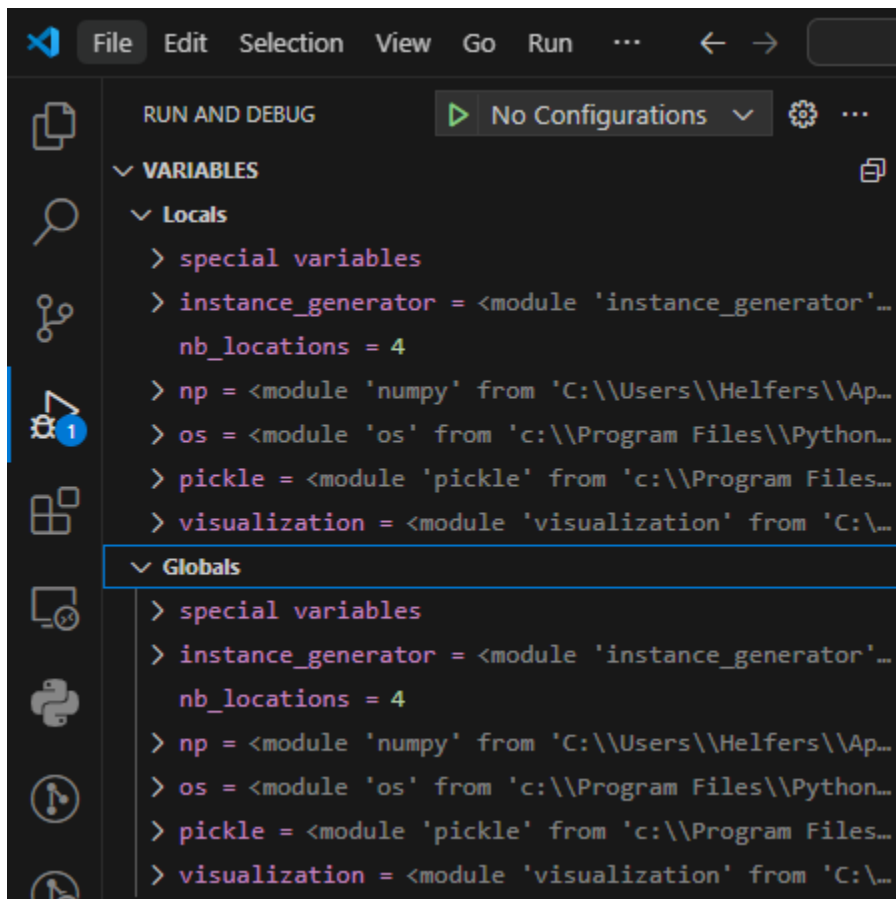 File Edit Selection View Go Run ··· ← →
RUN AND DEBUG No Configurations ···
VARIABLES
Locals
special variables
instance_generator = <module 'instance_generator'…
nb_locations = 4
np = <module 'numpy' from 'C:\\Users\\Helfers\\Ap…
os = <module 'os' from 'c:\\Program Files\\Python…
pickle = <module 'pickle' from 'c:\\Program Files…
visualization = <module 'visualization' from 'C:\…
1
Globals
special variables
instance_generator = <module 'instance_generator'…
nb_locations = 4
np = <module 'numpy' from 'C:\\Users\\Helfers\\Ap…
os = <module 'os' from 'c:\\Program Files\\Python…
pickle = <module 'pickle' from 'c:\\Program Files…
visualization = <module 'visualization' from 'C:\…